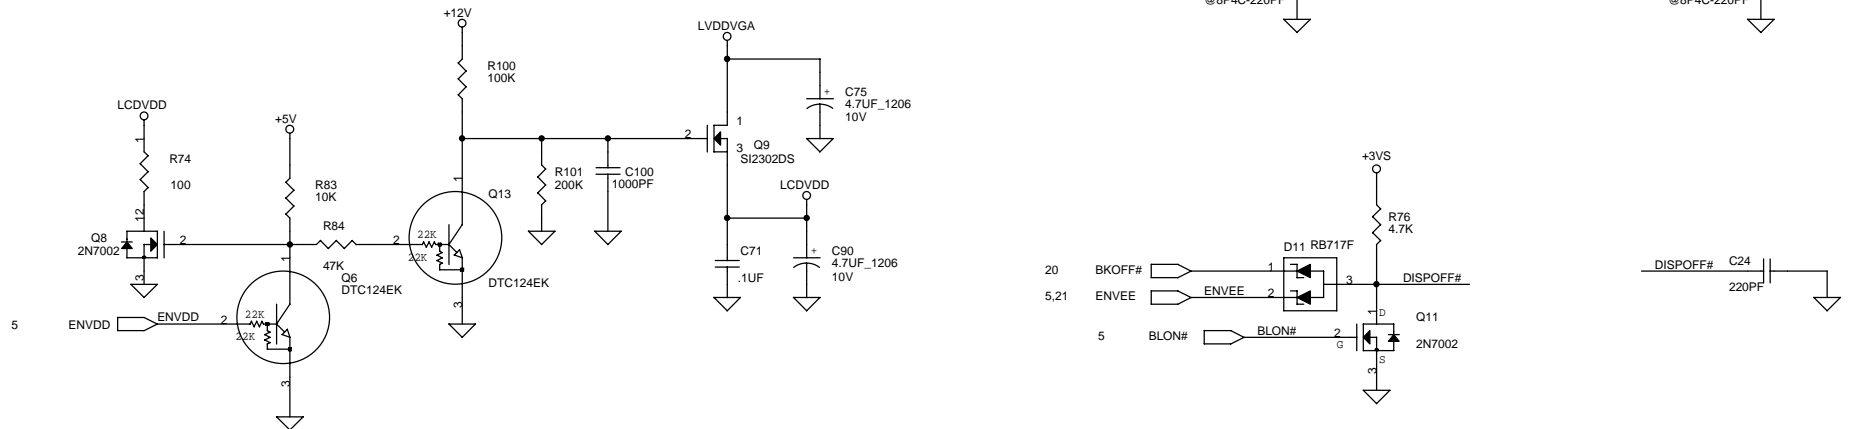 @8P4C-220PF
@8P4C-220PF
+12V
LVDDVGA
R100
100K
C75
4.7UF_1206
10V
+
LCDVDD
+5V
1
R74
100
R83
10K
12
Q8
2N7002
2
3
R84
47K
1
2
1
Q13
22K
22K
DTC124EK
3
R101
200K
C100
1000PF
2
1
3
Q9
SI2302DS
LCDVDD
C71
.1UF
+
C90
4.7UF_1206
10V
Q6
DTC124EK
5
ENVDD
ENVDD
2
22K
22K
3
+3VS
R76
4.7K
D11
RB717F
20
BKOFF#
1
3
DISPOFF#
5,21
ENVEE
ENVEE
2
5
BLON#
BLON#
2
G
1
D
S
3
Q11
2N7002
DISPOFF#
C24
220PF